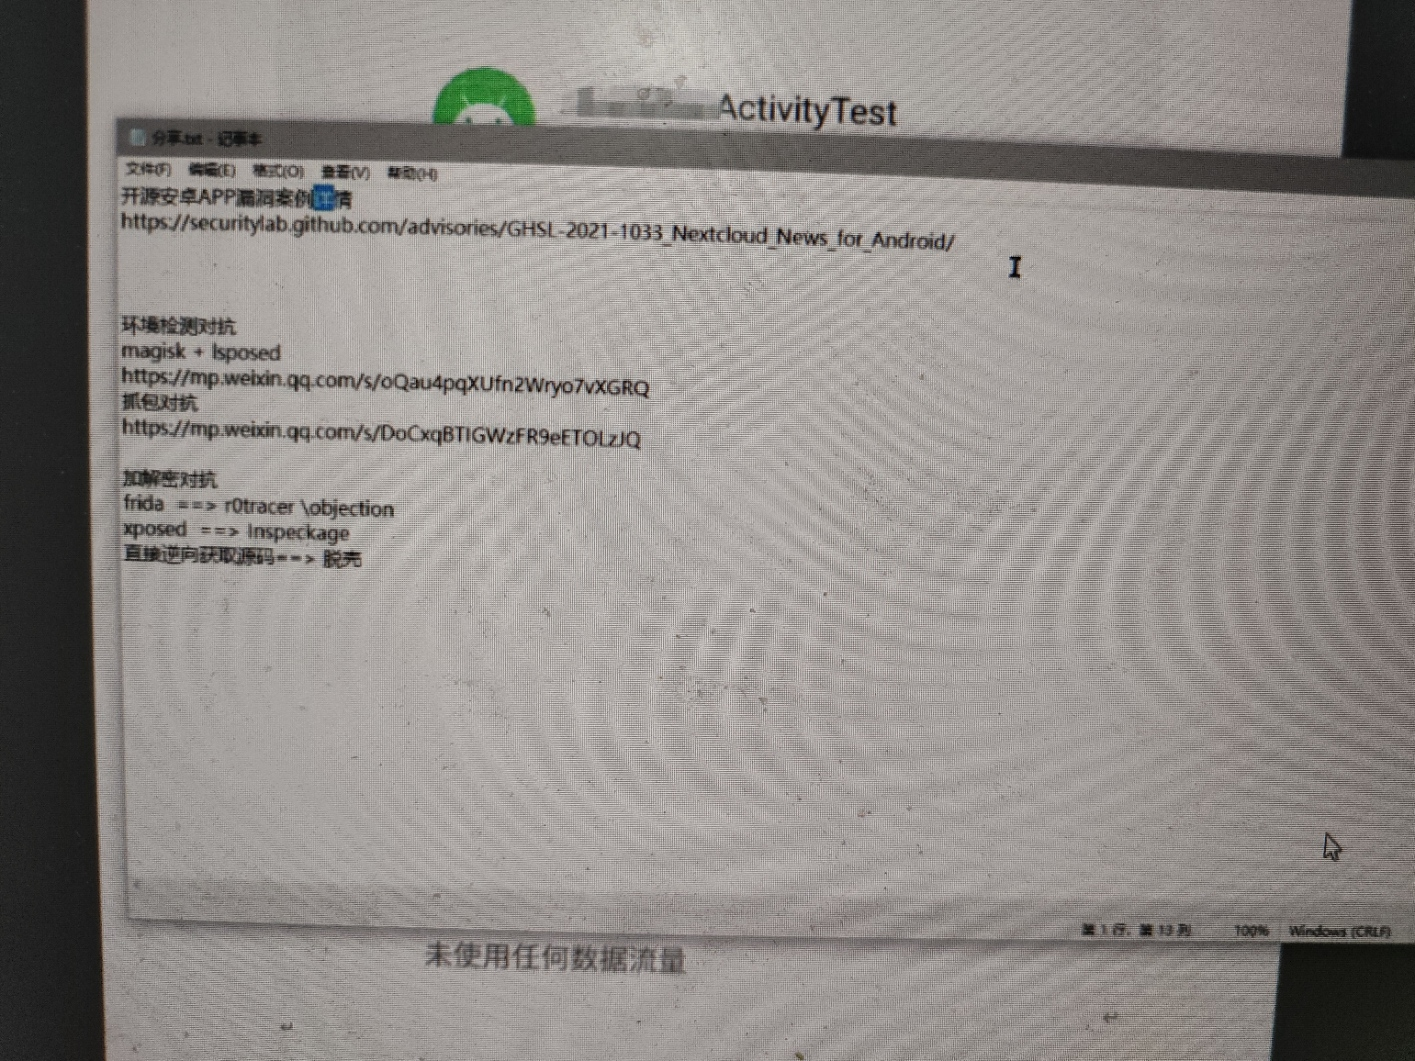 ActivityTest
分享.txt - 记事本
文件(F) 编辑(E) 格式(O) 查看(V) 帮助(H)
开源安卓APP漏洞案例详情
https://securitylab.github.com/advisories/GHSL-2021-1033_Nextcloud_News_for_Android/
环境检测对抗
magisk + lsposed
https://mp.weixin.qq.com/s/oQau4pqXUfn2Wryo7vXGRQ
抓包对抗
https://mp.weixin.qq.com/s/DoCxqBTIGWzFR9eETOLzJQ
加解密对抗
frida ==> r0tracer \objection
xposed ==> Inspeckage
直接逆向获取源码==> 脱壳
第 1 行，第 13 列 100% Windows (CRLF)
未使用任何数据流量